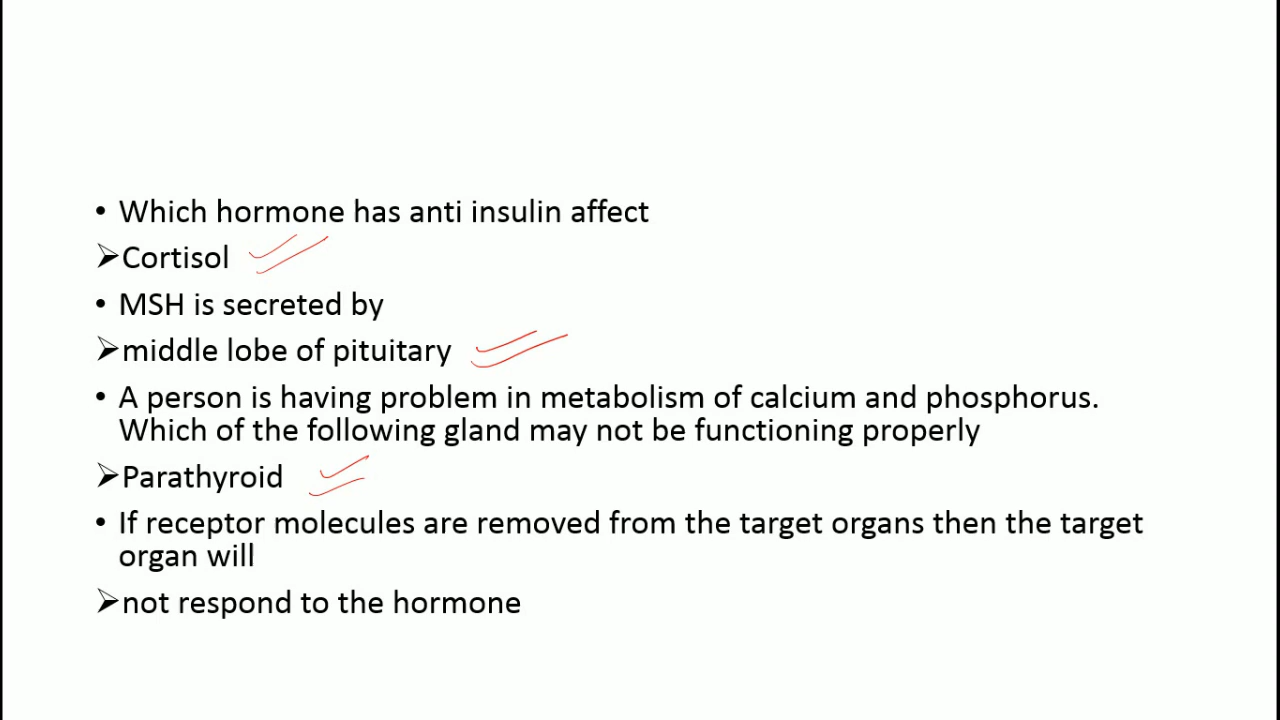 • Which hormone has anti insulin affect
➢Cortisol
• MSH is secreted by
➢middle lobe of pituitary
• A person is having problem in metabolism of calcium and phosphorus.
Which of the following gland may not be functioning properly
➢Parathyroid
• If receptor molecules are removed from the target organs then the target
organ will
➢not respond to the hormone